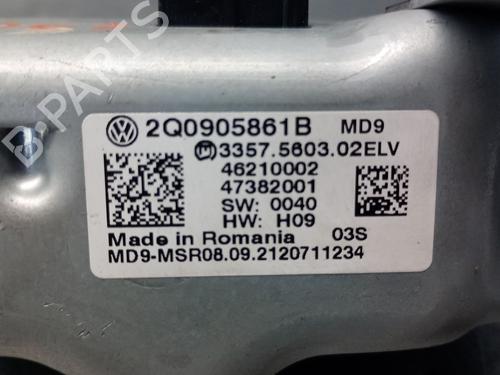 B-PARTS
2Q0905861B MD9
3357.5603.02ELV
46210002
47382001
SW: 0040
HW: H09
Made in Romania 03S
MD9-MSR08.09.2120711234